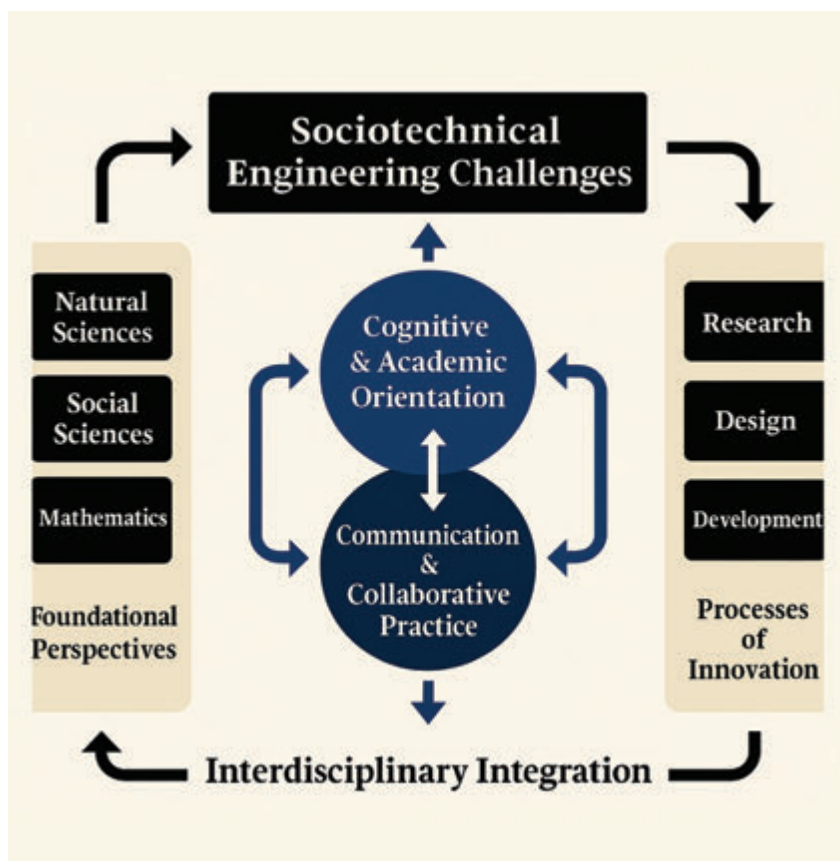 Sociotechnical
Engineering Challenges
Natural
Sciences
Social
Sciences
Mathematics
Foundational
Perspectives
Cognitive
& Academic
Orientation
Communication
&
Collaborative
Practice
Research
Design
Development
Processes
of
Innovation
Interdisciplinary Integration